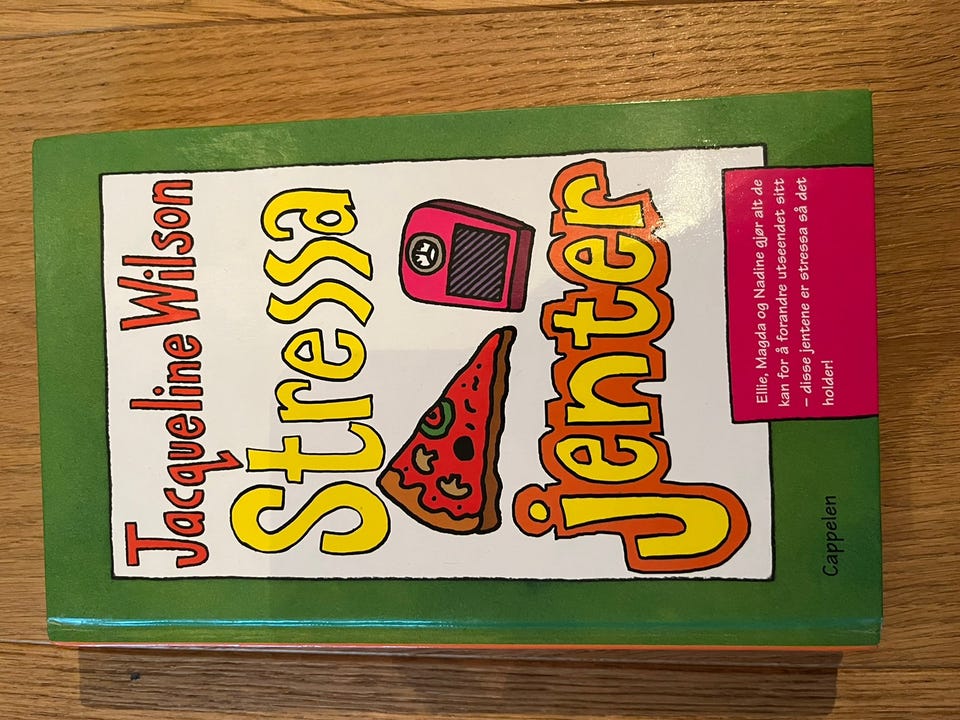 Jacqueline Wilson
Stressa
jenter
Ellie, Magda og Nadine gjør alt de
kan for å forandre utseendet sitt
– disse jentene er stressa så det
holder!
Cappelen